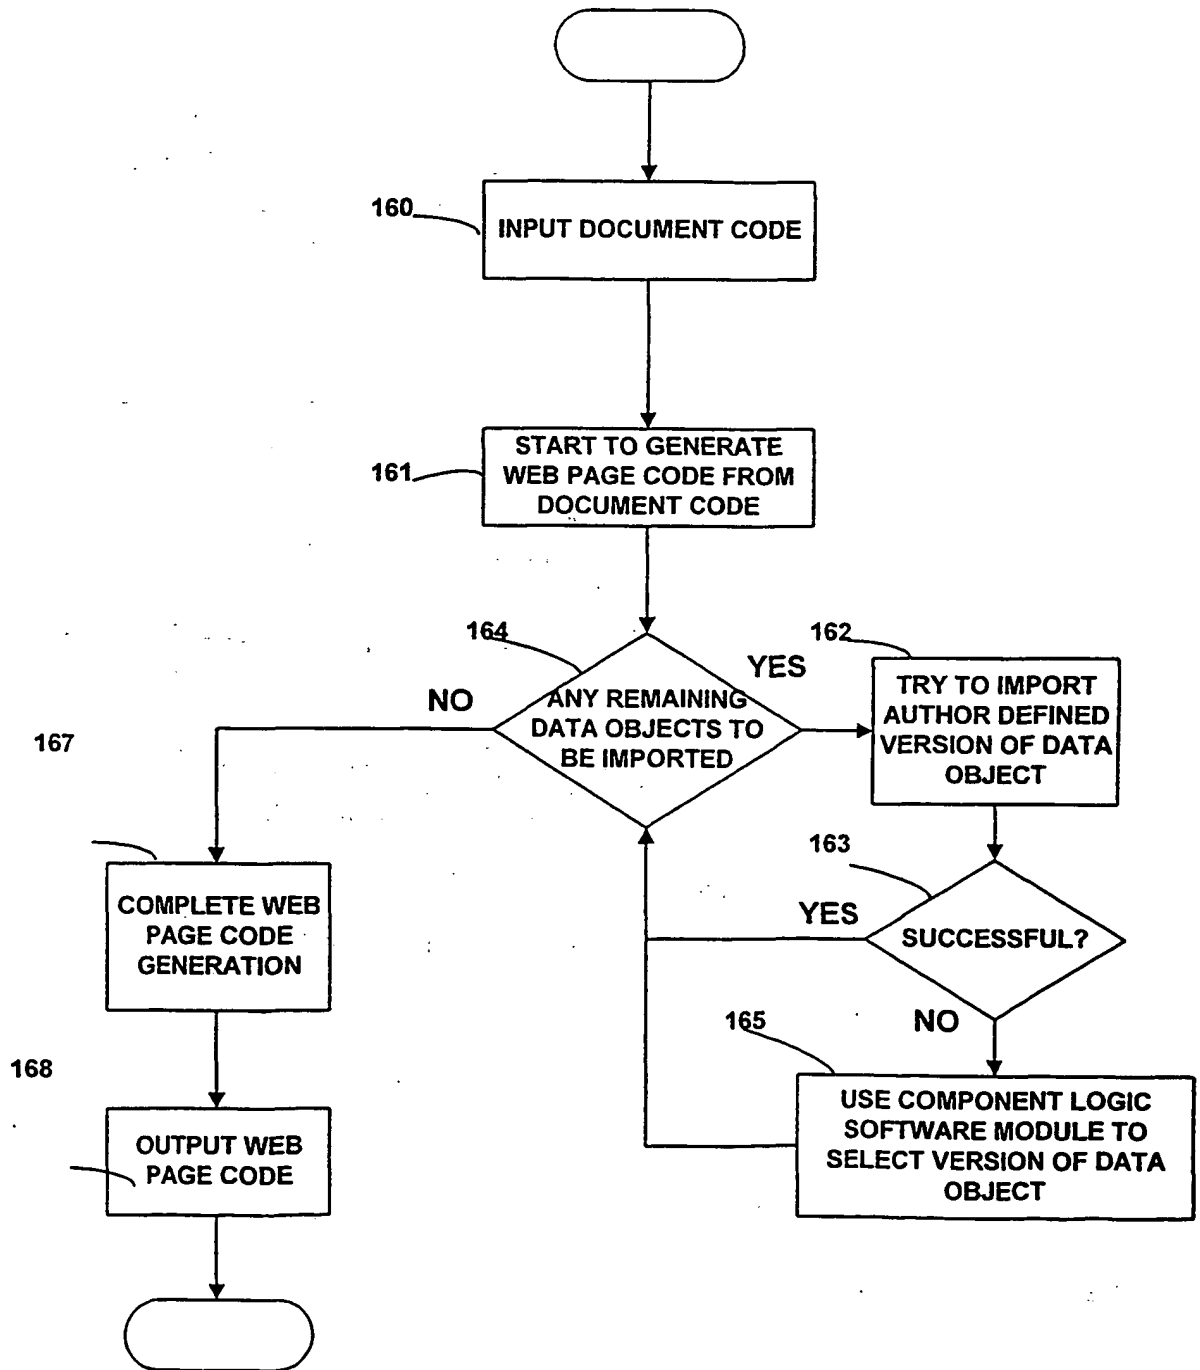 160
INPUT DOCUMENT CODE
161
START TO GENERATE
WEB PAGE CODE FROM
DOCUMENT CODE
164
ANY REMAINING
DATA OBJECTS TO
BE IMPORTED
YES
NO
162
TRY TO IMPORT
AUTHOR DEFINED
VERSION OF DATA
OBJECT
163
SUCCESSFUL?
YES
NO
165
USE COMPONENT LOGIC
SOFTWARE MODULE TO
SELECT VERSION OF DATA
OBJECT
167
COMPLETE WEB
PAGE CODE
GENERATION
168
OUTPUT WEB
PAGE CODE